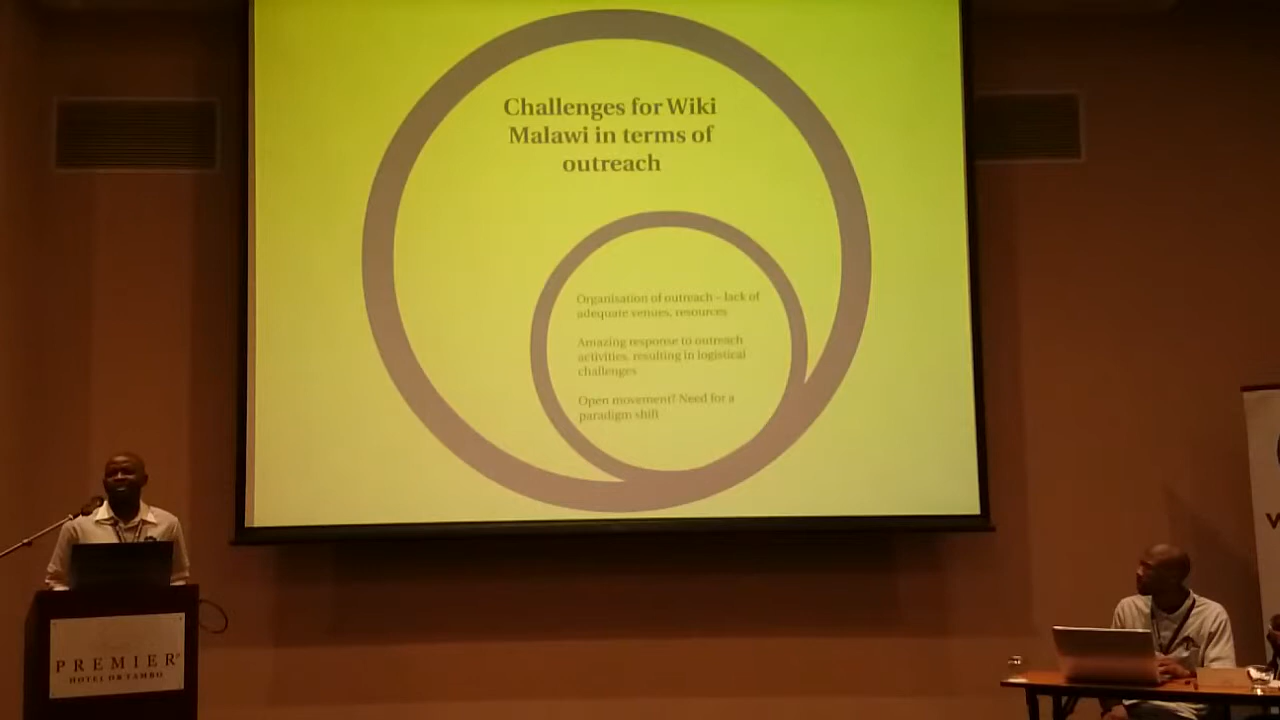 Challenges for Wiki
Malawi in terms of
outreach
Organisation of outreach – lack of
adequate venues, resources
Amazing response to outreach
activities, resulting in logistical
challenges
Open movement? Need for a
paradigm shift
PREMIER
HOTEL OR TAMBO